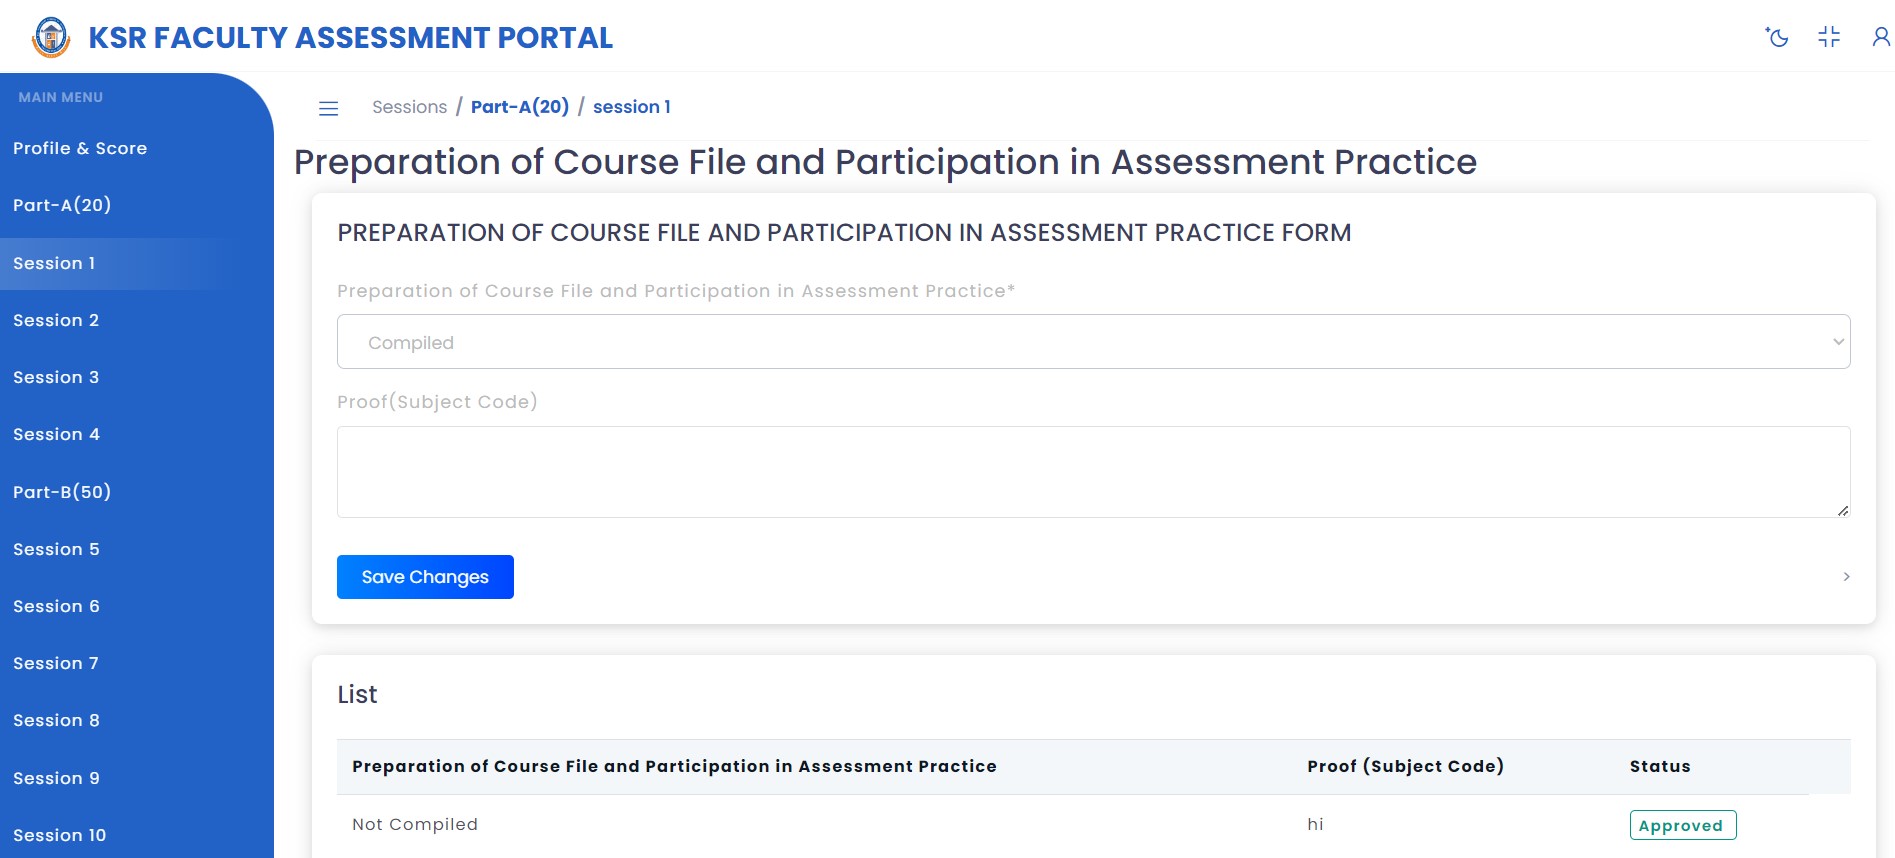 KSR FACULTY ASSESSMENT PORTAL
MAIN MENU
Profile & Score
Part-A(20)
Session 1
Session 2
Session 3
Session 4
Part-B(50)
Session 5
Session 6
Session 7
Session 8
Session 9
Session 10
Sessions / Part-A(20) / session 1
Preparation of Course File and Participation in Assessment Practice
PREPARATION OF COURSE FILE AND PARTICIPATION IN ASSESSMENT PRACTICE FORM
Preparation of Course File and Participation in Assessment Practice*
Compiled
Proof(Subject Code)
Save Changes
List
Preparation of Course File and Participation in Assessment Practice Proof (Subject Code) Status
Not Compiled hi Approved